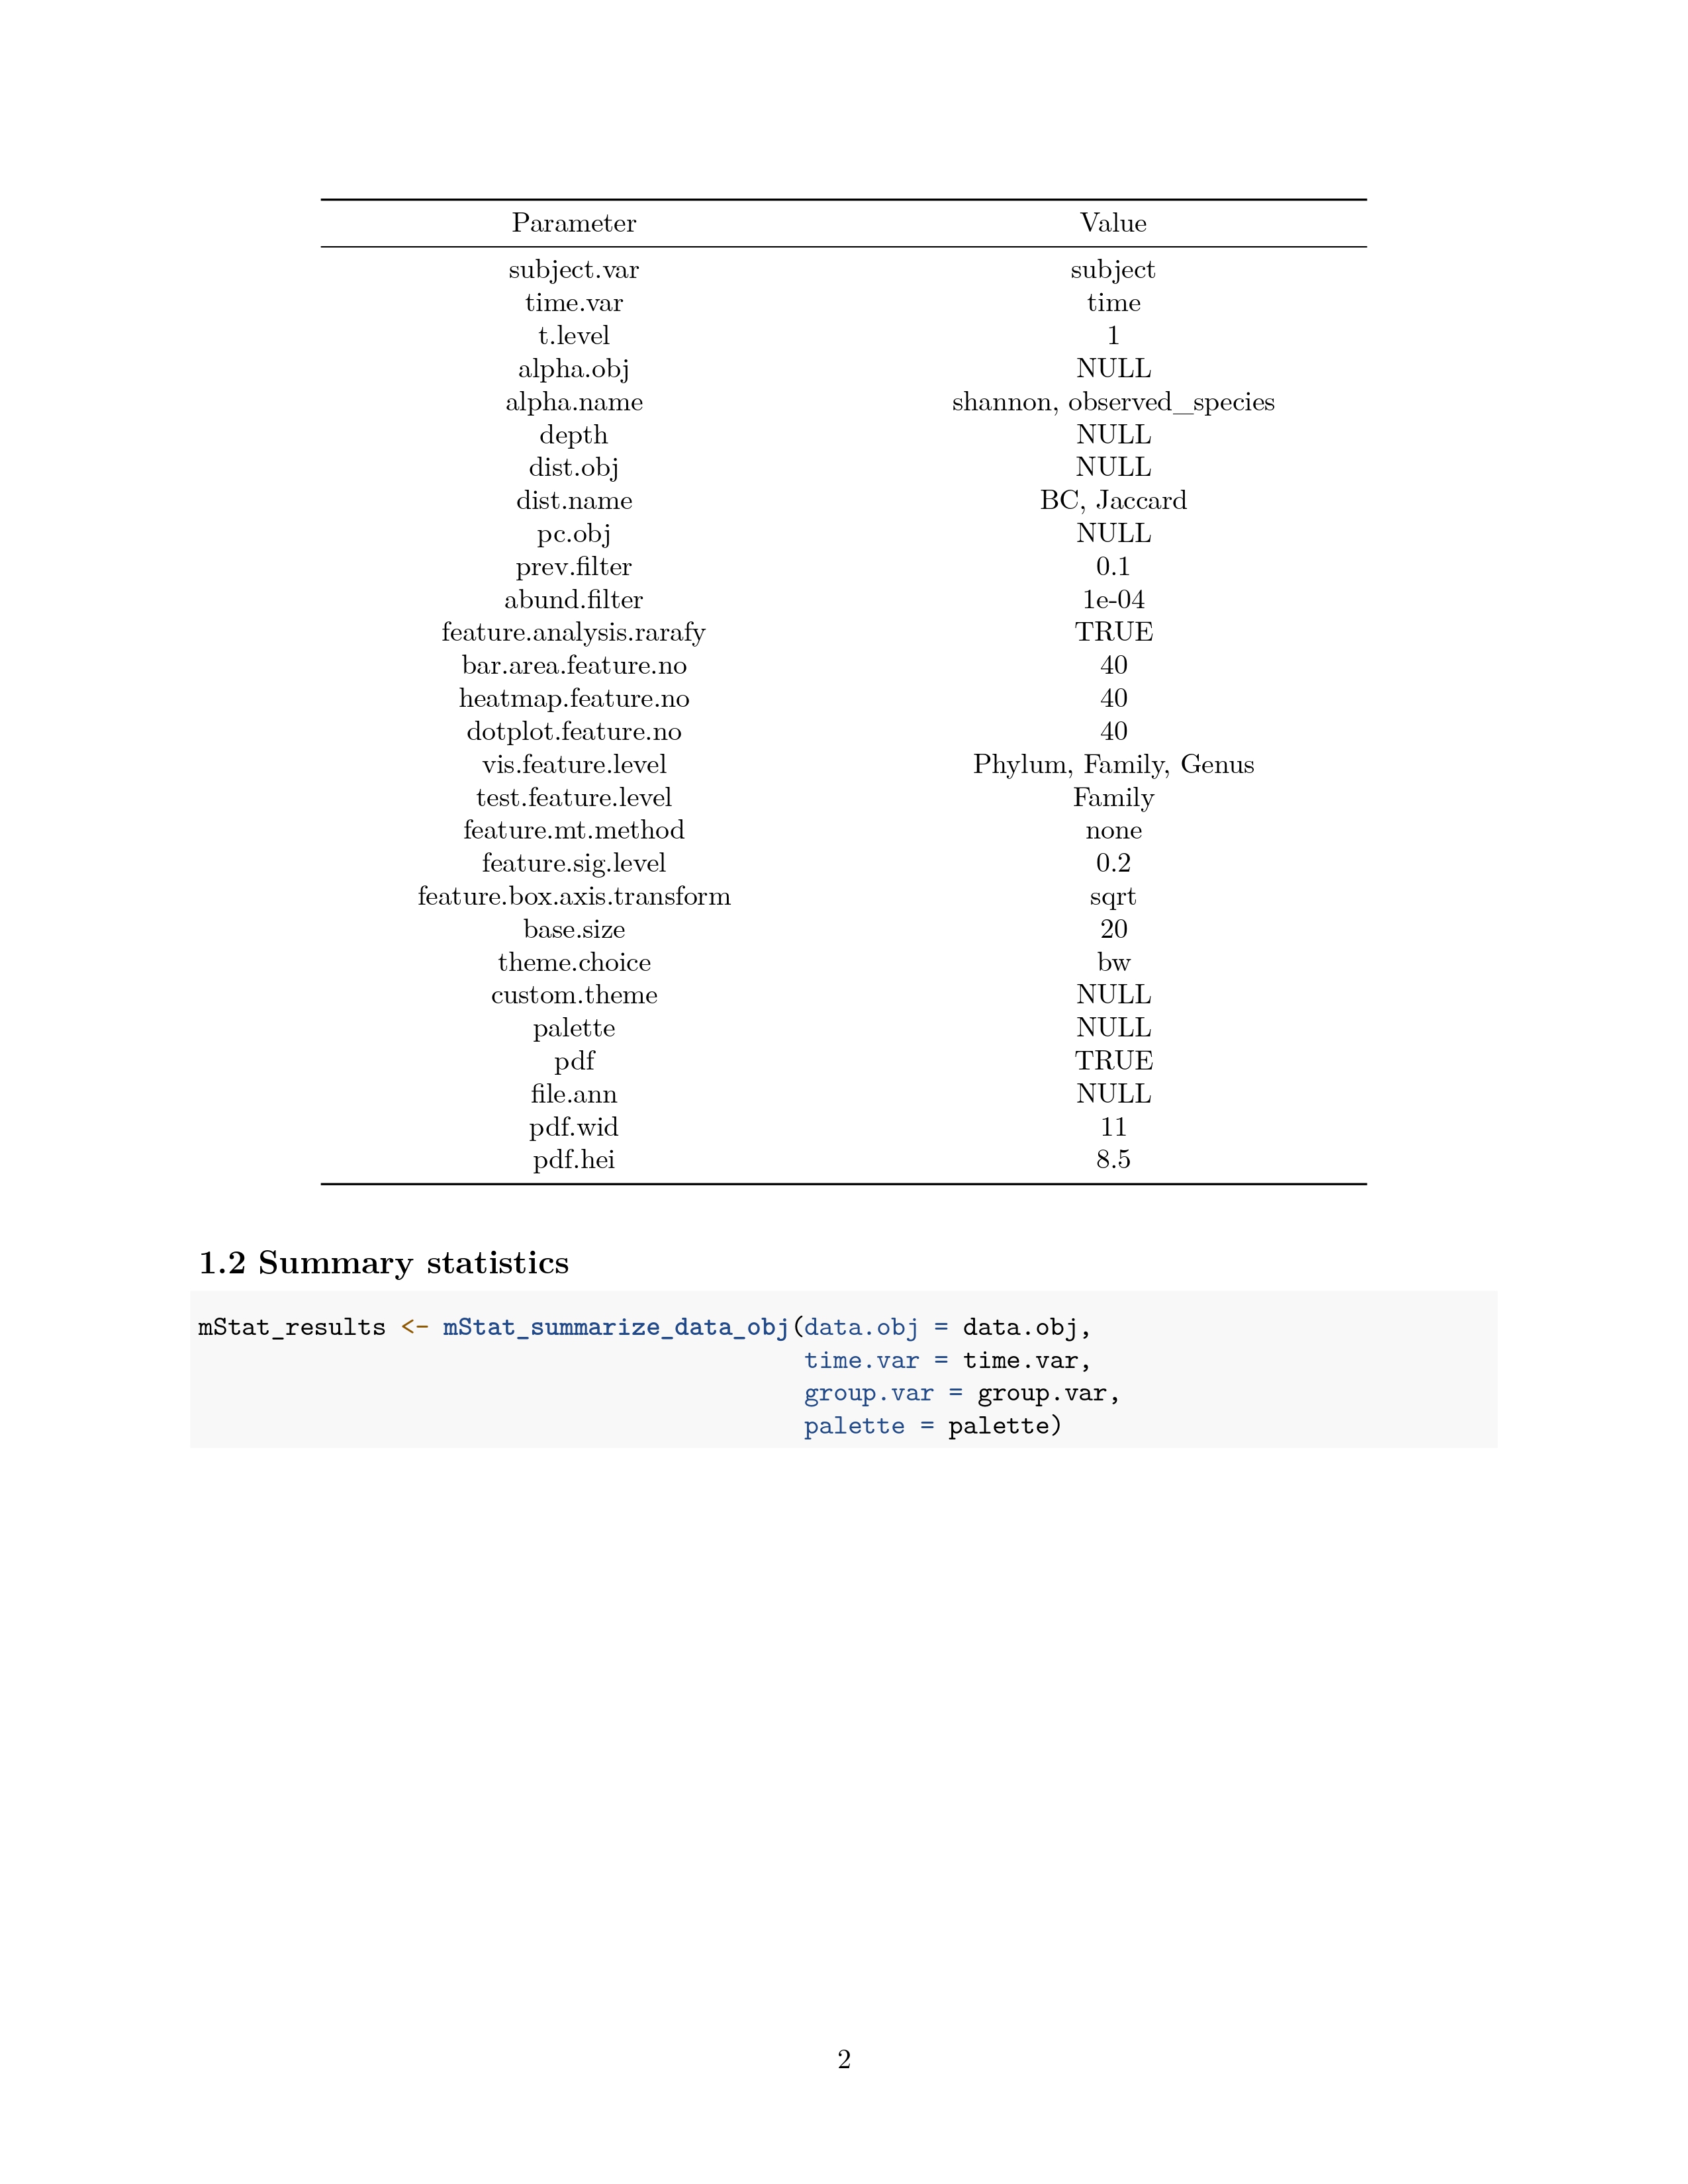 Parameter Value
subject.var subject
time.var time
t.level 1
alpha.obj NULL
alpha.name shannon, observed_species
depth NULL
dist.obj NULL
dist.name BC, Jaccard
pc.obj NULL
prev.filter 0.1
abund.filter 1e-04
feature.analysis.rarafy TRUE
bar.area.feature.no 40
heatmap.feature.no 40
dotplot.feature.no 40
vis.feature.level Phylum, Family, Genus
test.feature.level Family
feature.mt.method none
feature.sig.level 0.2
feature.box.axis.transform sqrt
base.size 20
theme.choice bw
custom.theme NULL
palette NULL
pdf TRUE
file.ann NULL
pdf.wid 11
pdf.hei 8.5
1.2 Summary statistics
mStat_results <- mStat_summarize_data_obj(data.obj = data.obj,
time.var = time.var,
group.var = group.var,
palette = palette)
2